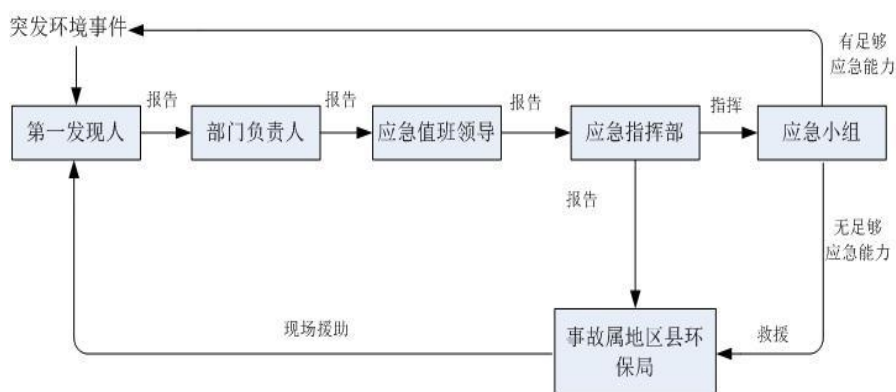 突发环境事件
有足够
应急能力
报告
报告
报告
指挥
第一发现人
部门负责人
应急值班领导
应急指挥部
应急小组
报告
无足够
应急能力
现场援助
事故属地区县环
保局
救援